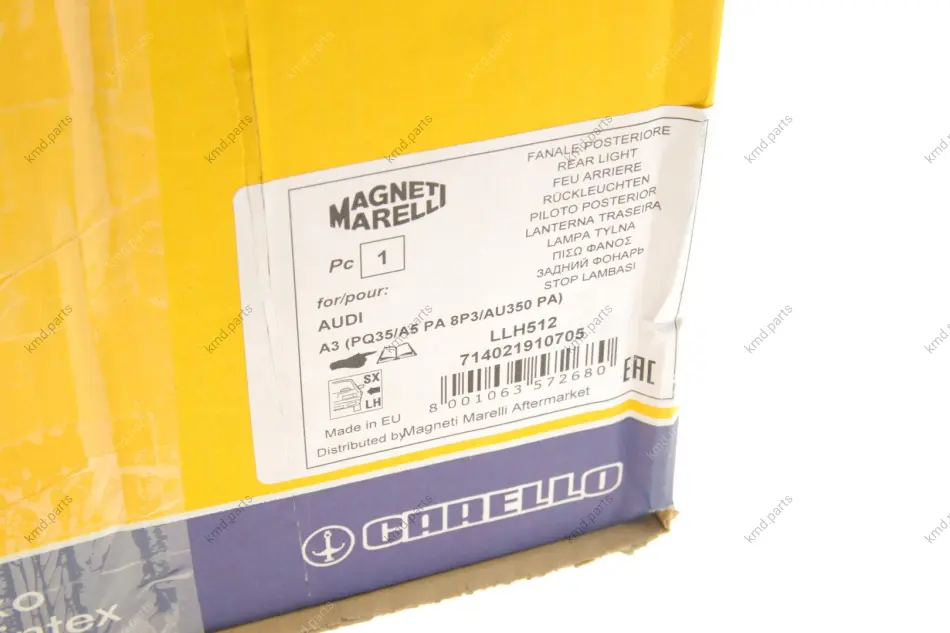 MAGNETI
MARELLI
Pc 1
for/pour:
AUDI
A3 (PQ35/A5 PA 8P3/AU350 PA)
FANALE POSTERIORE
REAR LIGHT
FEU ARRIERE
RÜCKLEUCHTEN
PILOTO POSTERIOR
LANTERNA TRASEIRA
LAMPA TYLNA
ΠΙΣΩ ΦΑΝΟΣ
ЗАДНИЙ ФОНАРЬ
STOP LAMBASI
LLH512
714021910705
8 001063 572680
EAC
SX
LH
Made in EU
Distributed by Magneti Marelli Aftermarket
CARELLO
kmd.parts